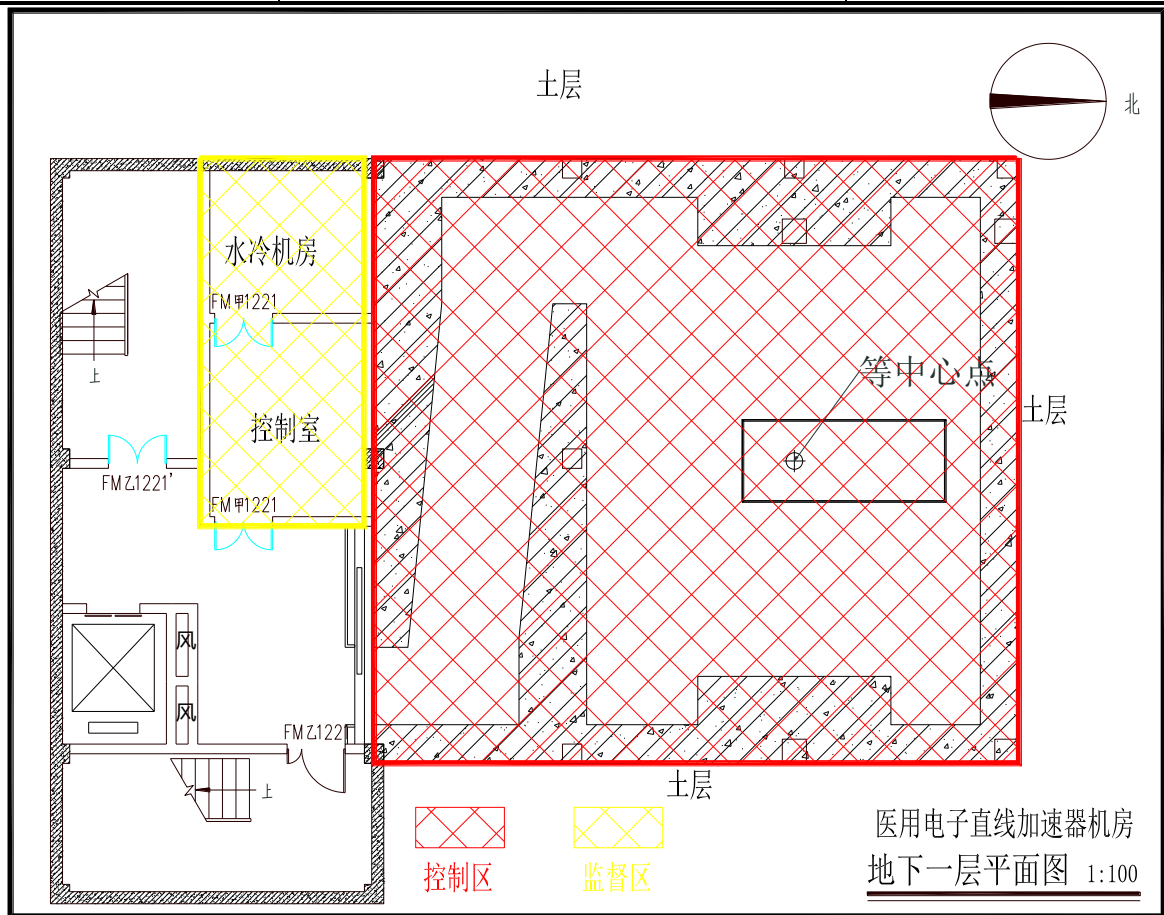 土层
北
水冷机房
FM甲1221
等中心点
上
土层
控制室
FM乙1221'
FM甲1221
风
风
FM乙1221
上
土层
控制区
监督区
医用电子直线加速器机房
地下一层平面图 1:100